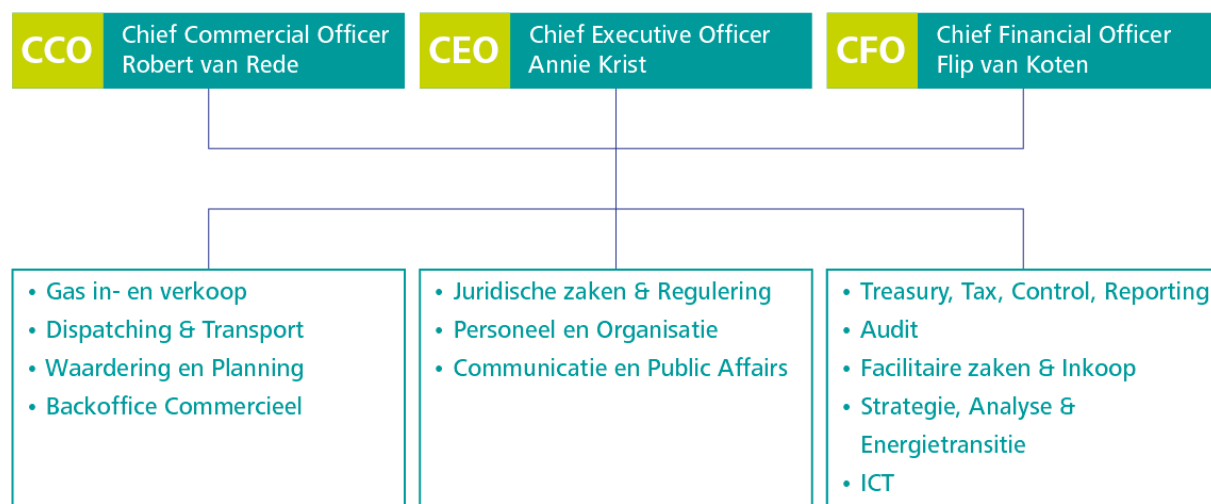 CCO
Chief Commercial Officer
Robert van Rede
CEO
Chief Executive Officer
Annie Krist
CFO
Chief Financial Officer
Flip van Koten
• Gas in- en verkoop
• Dispatching & Transport
• Waardering en Planning
• Backoffice Commercieel
• Juridische zaken & Regulering
• Personeel en Organisatie
• Communicatie en Public Affairs
• Treasury, Tax, Control, Reporting
• Audit
• Facilitaire zaken & Inkoop
• Strategie, Analyse &
Energietransitie
• ICT